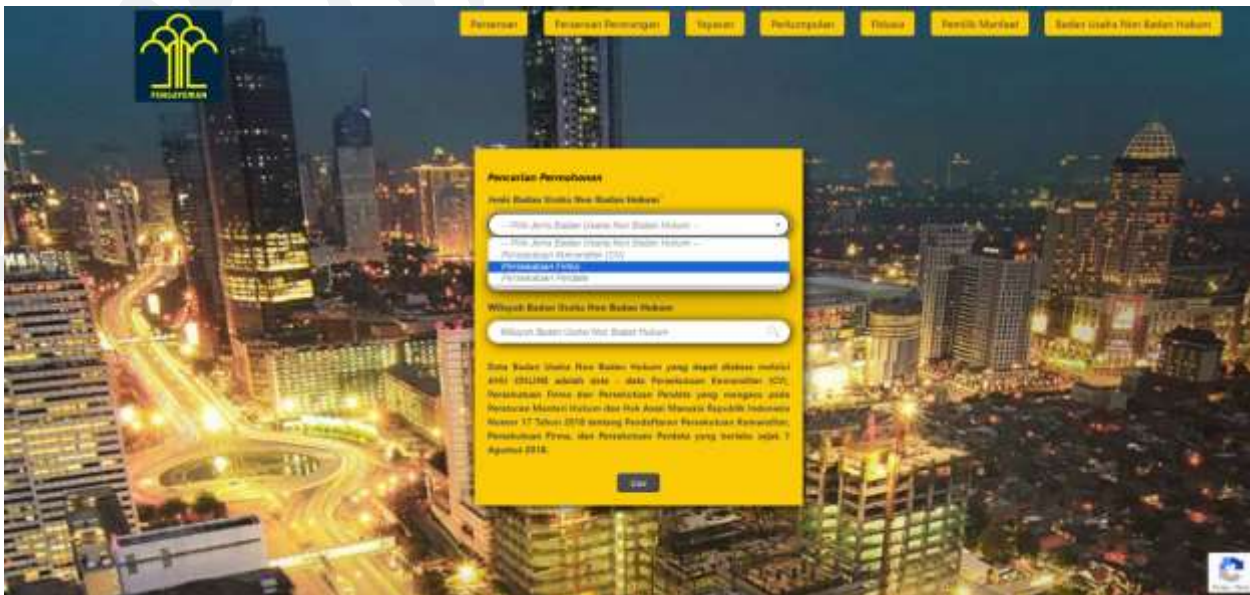 Perseroan Perseroan Perorangan Yayasan Perkumpulan Fidusia Pemilik Manfaat Badan Usaha Non Badan Hukum
PENGAYOMAN
Pencarian Permohonan
Jenis Badan Usaha Non Badan Hukum*
-- Pilih Jenis Badan Usaha Non Badan Hukum --
-- Pilih Jenis Badan Usaha Non Badan Hukum --
Persekutuan Komanditer (CV)
Persekutuan Firma
Persekutuan Perdata
Wilayah Badan Usaha Non Badan Hukum
Wilayah Badan Usaha Non Badan Hukum
Data Badan Usaha Non Badan Hukum yang dapat diakses melalui
AHU ONLINE adalah data - data Persekutuan Komanditer (CV),
Persekutuan Firma dan Persekutuan Perdata yang mengacu pada
Peraturan Menteri Hukum dan Hak Asasi Manusia Republik Indonesia
Nomor 17 Tahun 2018 tentang Pendaftaran Persekutuan Komanditer,
Persekutuan Firma, dan Persekutuan Perdata yang berlaku sejak 1
Agustus 2018.